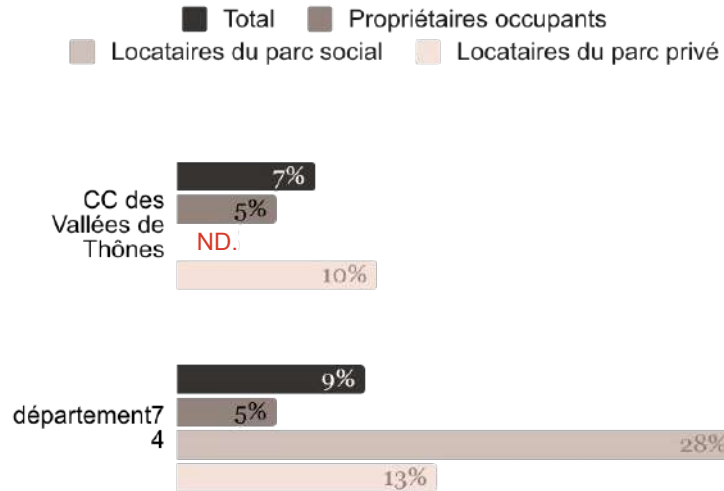 Total Propriétaires occupants
Locataires du parc social Locataires du parc privé
7%
CC des
Vallées de
Thônes
5%
ND.
10%
9%
département7
4
5%
28%
13%